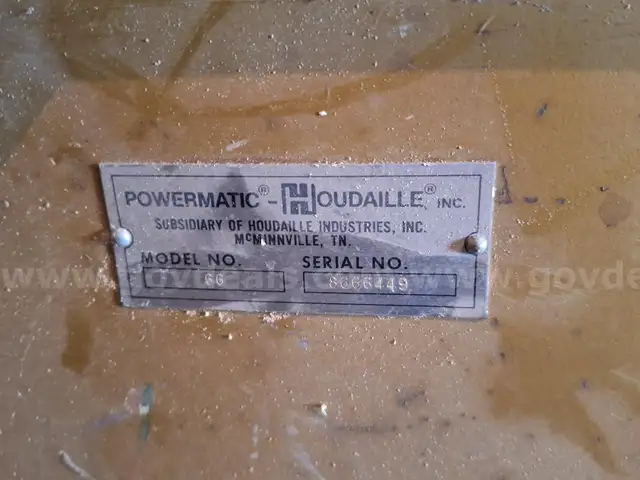 POWERMATIC® - HOUDAILLE®, INC.
SUBSIDIARY OF HOUDAILLE INDUSTRIES, INC.
McMINNVILLE, TN.
MODEL NO. SERIAL NO.
66 8666449